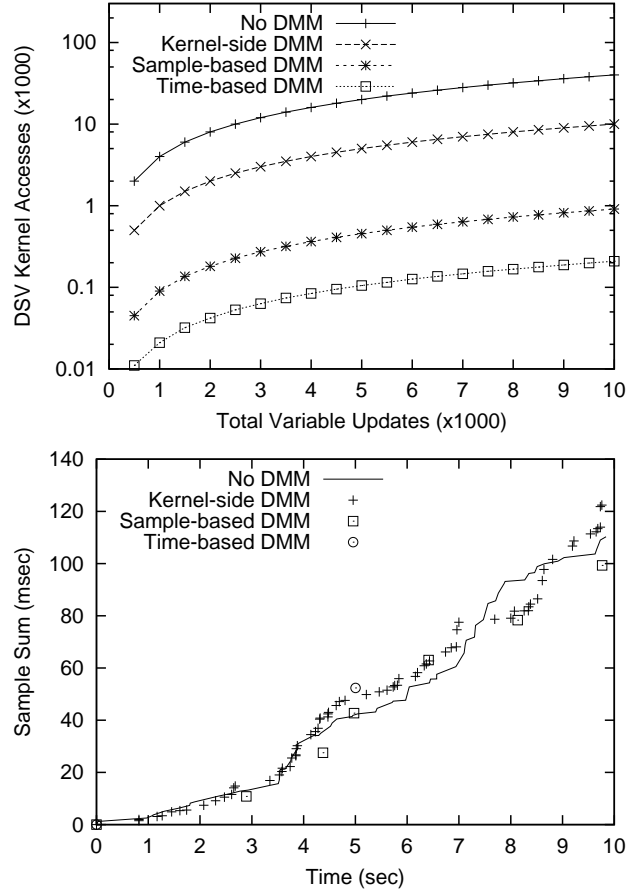 No DMM
Kernel-side DMM
Sample-based DMM
Time-based DMM
100
10
1
0.1
0.01
DSV Kernel Accesses (x1000)
0 1 2 3 4 5 6 7 8 9 10
Total Variable Updates (x1000)
No DMM
Kernel-side DMM
Sample-based DMM
Time-based DMM
140
120
100
80
60
40
20
0
Sample Sum (msec)
0 1 2 3 4 5 6 7 8 9 10
Time (sec)